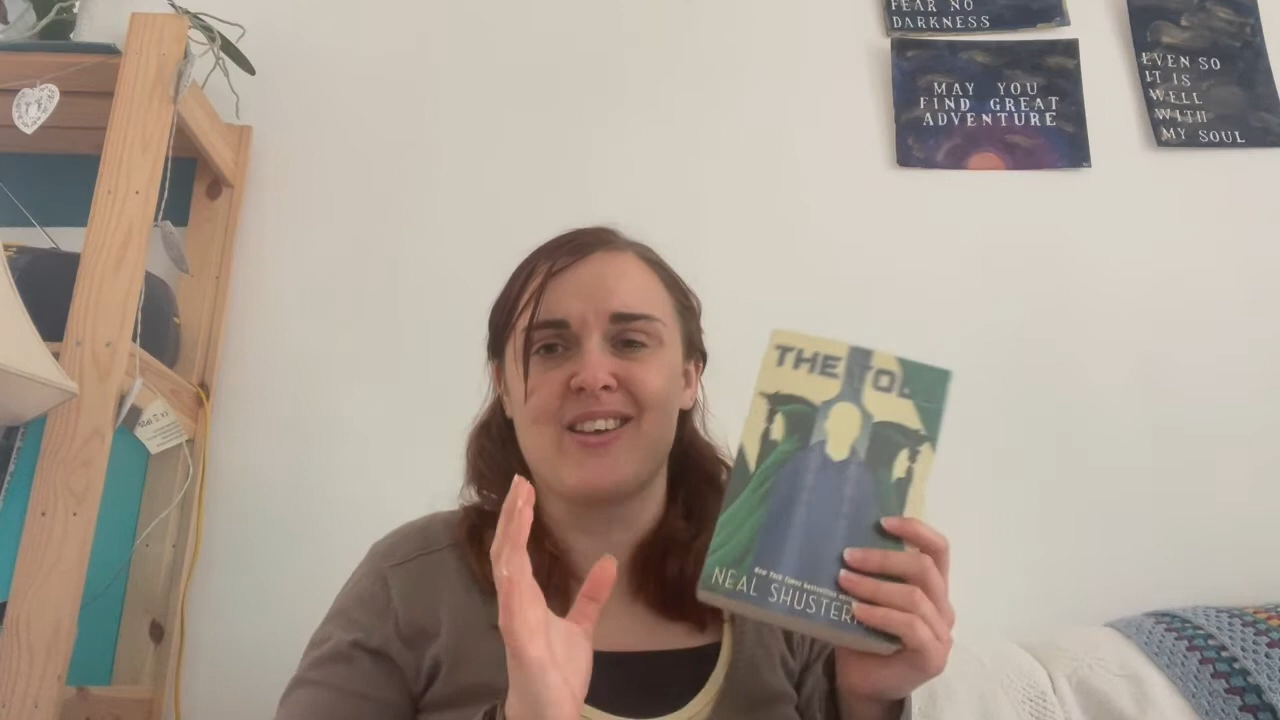 FEAR NO
DARKNESS
MAY YOU
FIND GREAT
ADVENTURE
EVEN SO
IT IS
WELL
WITH
MY SOUL
THE TOL
New York Times bestselling
NEAL SHUSTER